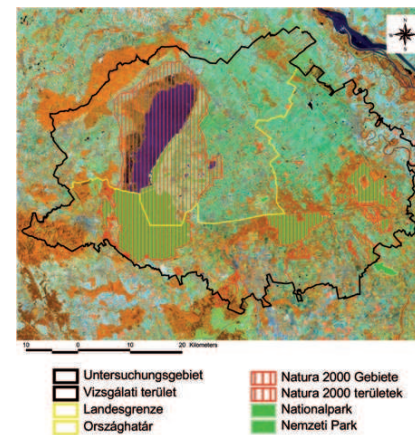 N
10 0 10 20 Kilometers
Untersuchungsgebiet
Vizsgálati terület
Landesgrenze
Országhatár
Natura 2000 Gebiete
Natura 2000 területek
Nationalpark
Nemzeti Park